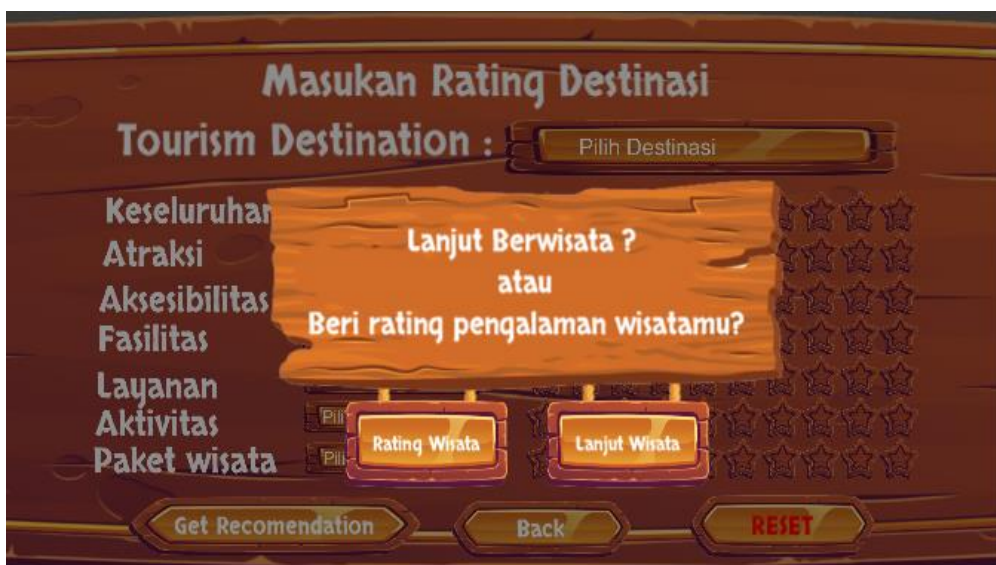 Masukan Rating Destinasi
Tourism Destination : Pilih Destinasi
Keseluruhan
Atraksi
Aksesibilitas
Fasilitas
Layanan
Aktivitas
Paket wisata
Lanjut Berwisata ?
atau
Beri rating pengalaman wisatamu?
Rating Wisata
Lanjut Wisata
Get Recomendation
Back
RESET